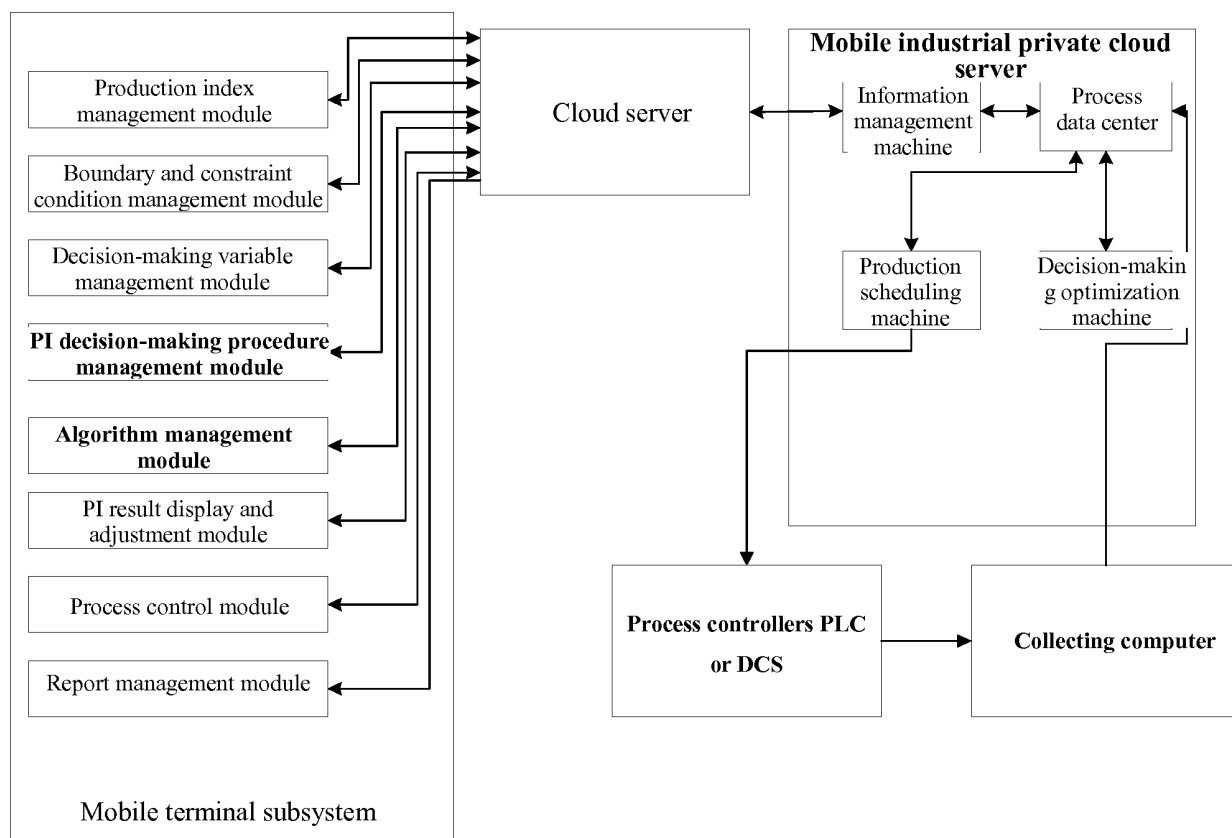 Production index
management module
Boundary and constraint
condition management module
Decision-making variable
management module
PI decision-making procedure
management module
Algorithm management
module
PI result display and
adjustment module
Process control module
Report management module
Mobile terminal subsystem
Cloud server
Mobile industrial private cloud
server
Information
management
machine
Process
data center
Production
scheduling
machine
Decision-makin
g optimization
machine
Process controllers PLC
or DCS
Collecting computer